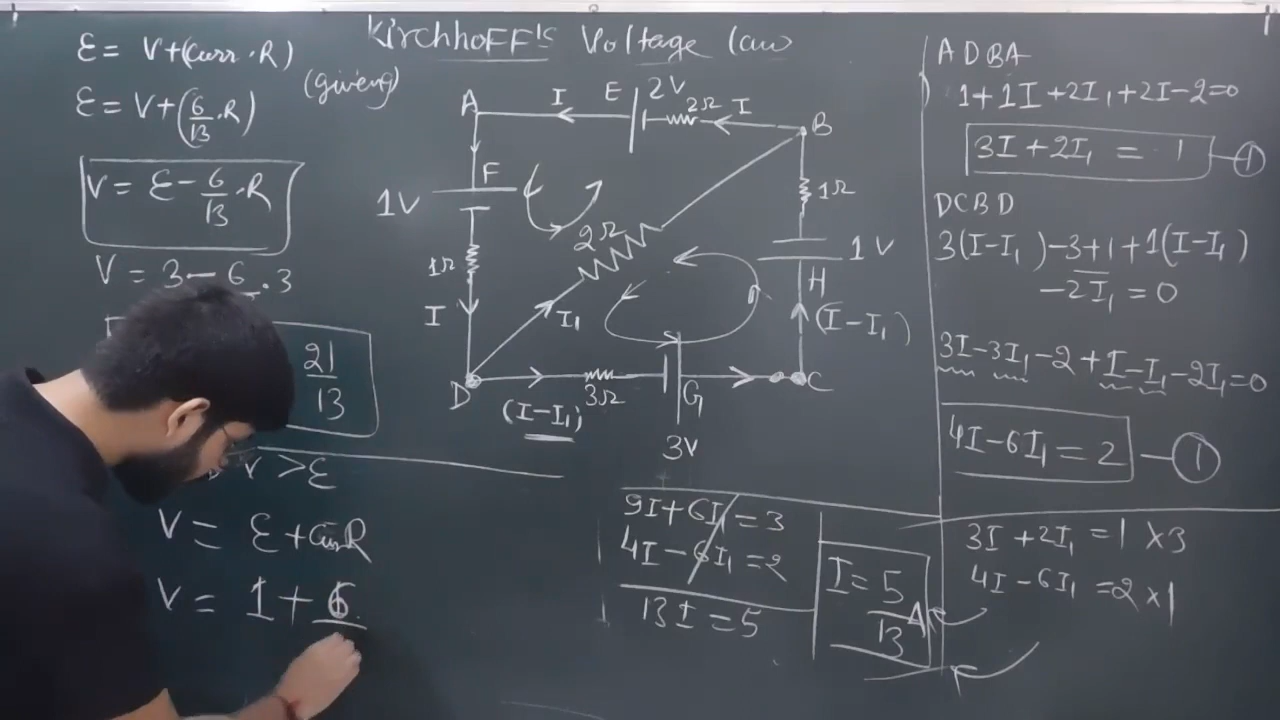 Kirchhoff's Voltage law
ε = V+(curr·R)
(giving)
ε = V+(6/13·R)
V = ε − 6/13·R
V = 3 − 6 ·3
21/13
V > ε
V = ε + Curr R
V = 1 + 6
A
I
E
2V
2Ω
I
B
F
1V
1Ω
I
2Ω
I₁
1Ω
1V
H
(I−I₁)
D
(I−I₁)
3Ω
G
3V
C
9I+6I₁=3
4I−6I₁=2
13I=5
I = 5/13 A
ADBA
1+1I+2I₁+2I−2=0
3I+2I₁ = 1 —①
DCBD
3(I−I₁)−3+1+1(I−I₁)
−2I₁=0
3I−3I₁−2+I−I₁−2I₁=0
4I−6I₁=2 —①
3I+2I₁=1×3
4I−6I₁=2×1